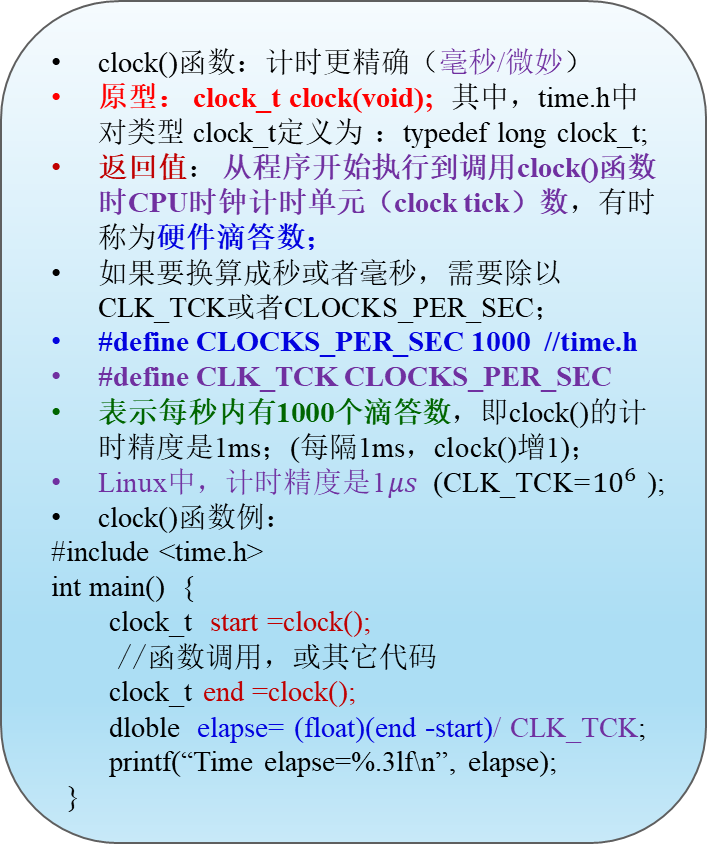 • clock()函数：计时更精确（毫秒/微妙）
• 原型： clock_t clock(void); 其中，time.h中
对类型 clock_t定义为 ：typedef long clock_t;
• 返回值： 从程序开始执行到调用clock()函数
时CPU时钟计时单元（clock tick）数，有时
称为硬件滴答数；
• 如果要换算成秒或者毫秒，需要除以
CLK_TCK或者CLOCKS_PER_SEC；
• #define CLOCKS_PER_SEC 1000 //time.h
• #define CLK_TCK CLOCKS_PER_SEC
• 表示每秒内有1000个滴答数，即clock()的计
时精度是1ms；(每隔1ms，clock()增1)；
• Linux中，计时精度是1𝜇𝑠 (CLK_TCK=10⁶ );
• clock()函数例：
#include <time.h>
int main() {
clock_t start =clock();
//函数调用，或其它代码
clock_t end =clock();
dloble elapse= (float)(end -start)/ CLK_TCK;
printf(“Time elapse=%.3lf\n”, elapse);
}